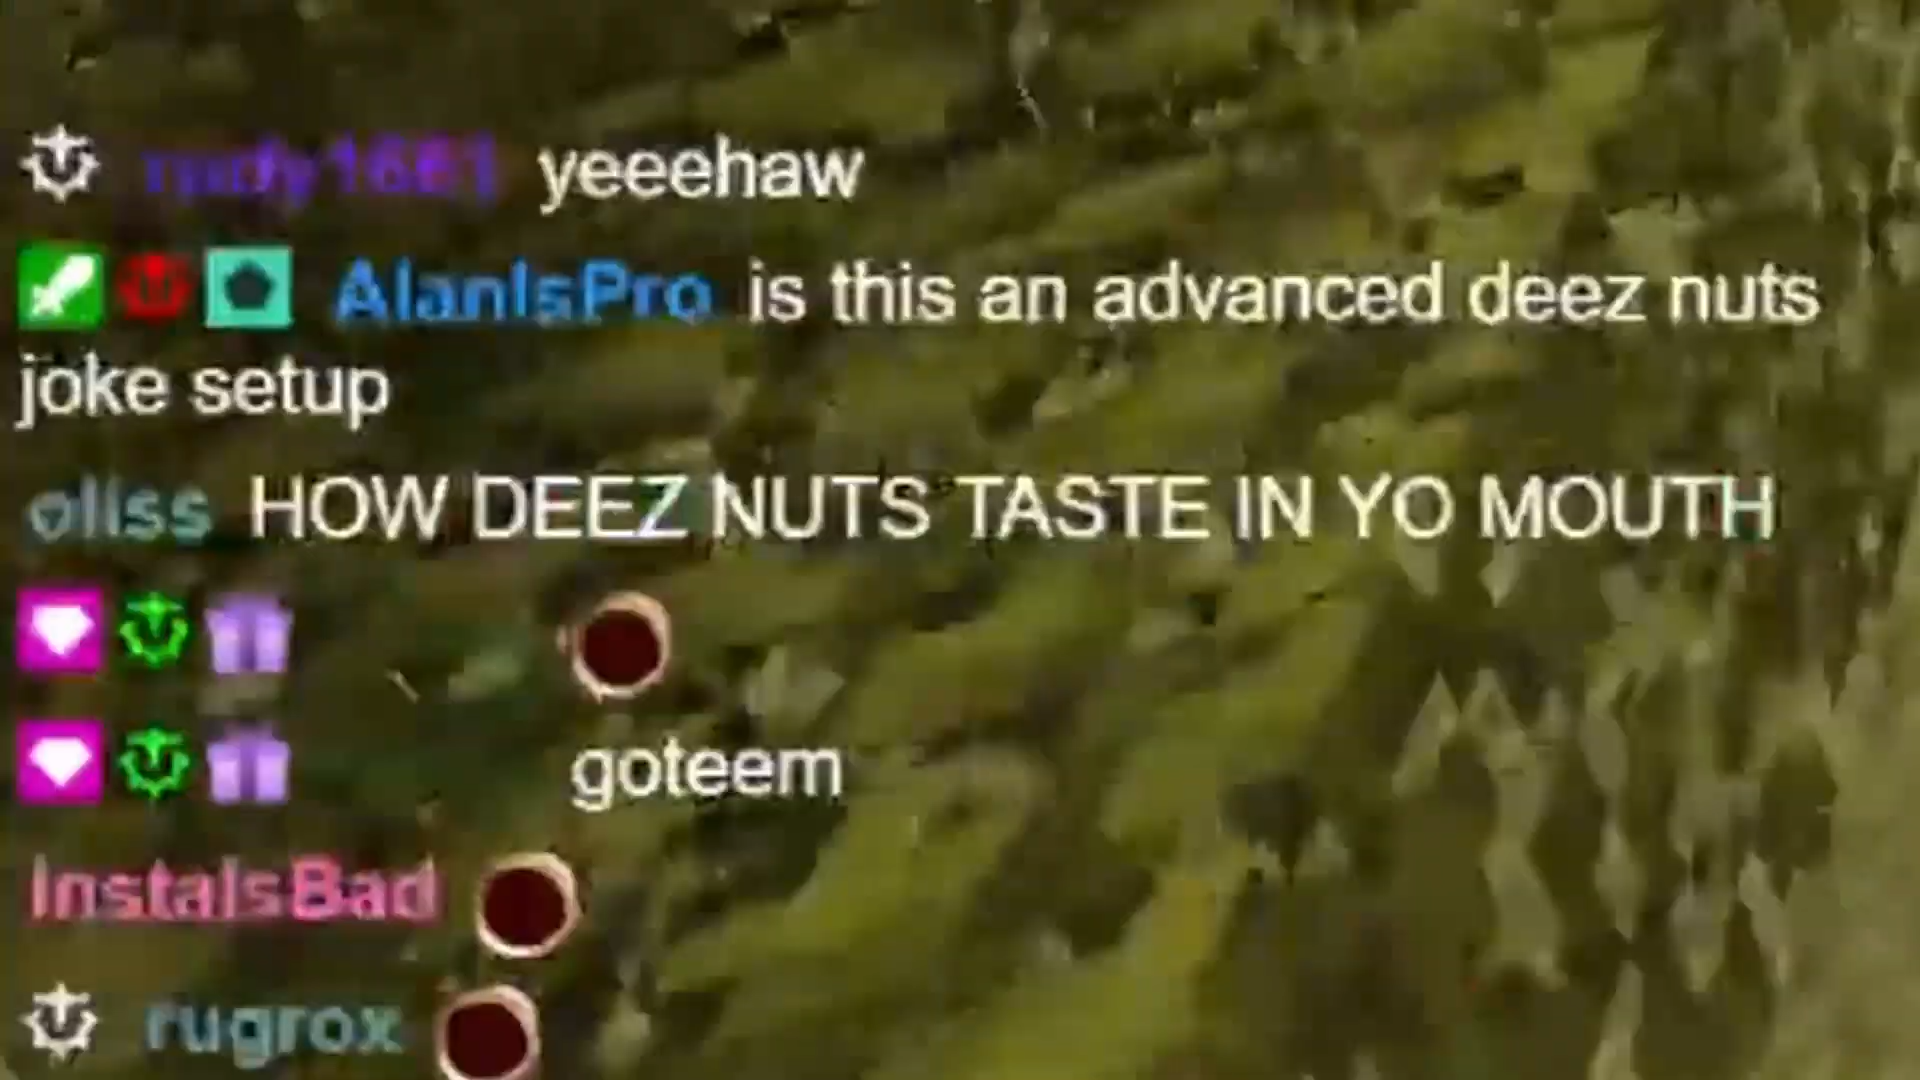 yeeehaw
AlanIsPro is this an advanced deez nuts
joke setup
oliss HOW DEEZ NUTS TASTE IN YO MOUTH
goteem
InstaIsBad
rugrox